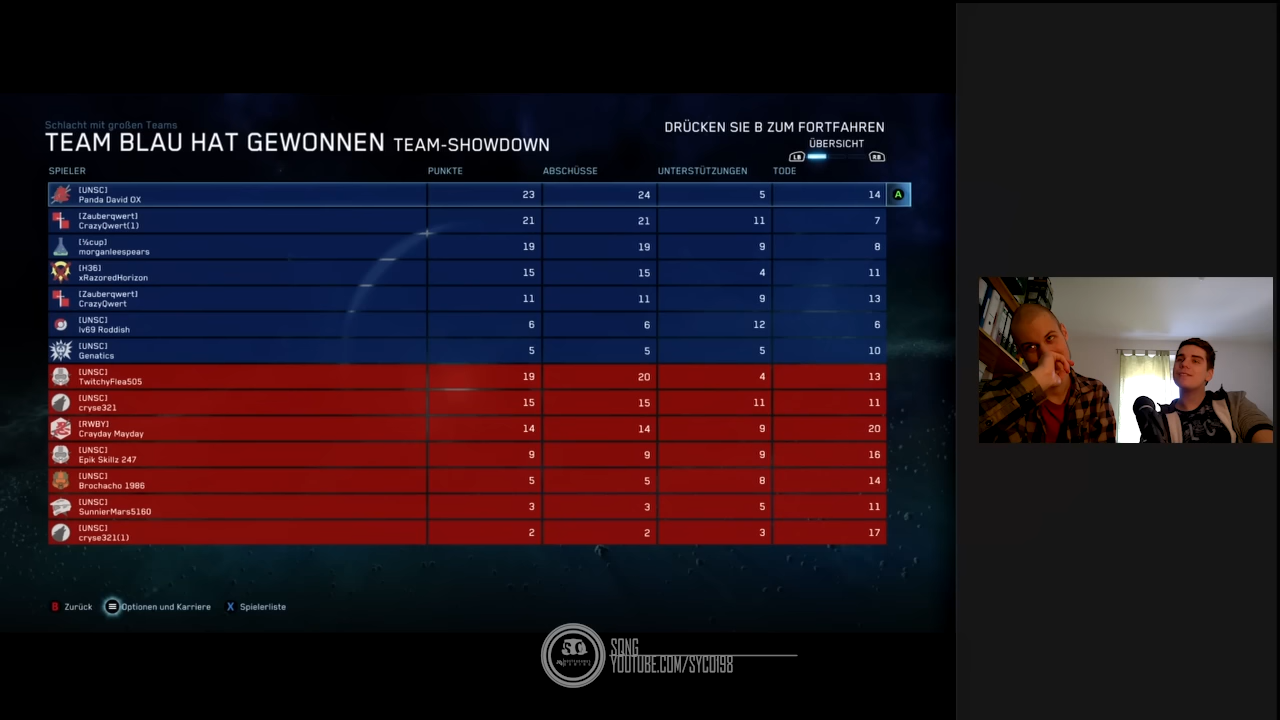 Schlacht mit großen Teams
TEAM BLAU HAT GEWONNEN TEAM-SHOWDOWN
DRÜCKEN SIE B ZUM FORTFAHREN
ÜBERSICHT
LB RB
SPIELER PUNKTE ABSCHÜSSE UNTERSTÜTZUNGEN TODE
[UNSC]
Panda David OX 23 24 5 14 A
[Zauberqwert]
CrazyQwert(1) 21 21 11 7
[½cup]
morganleespears 19 19 9 8
[H36]
xRazoredHorizon 15 15 4 11
[Zauberqwert]
CrazyQwert 11 11 9 13
[UNSC]
lv69 Roddish 6 6 12 6
[UNSC]
Genatics 5 5 5 10
[UNSC]
TwitchyFlea505 19 20 4 13
[UNSC]
cryse321 15 15 11 11
[RWBY]
Crayday Mayday 14 14 9 20
[UNSC]
Epik Skillz 247 9 9 9 16
[UNSC]
Brochacho 1986 5 5 8 14
[UNSC]
SunnierMars5160 3 3 5 11
[UNSC]
cryse321(1) 2 2 3 17
B Zurück Optionen und Karriere X Spielerliste
SONG
YOUTUBE.COM/SYCO198